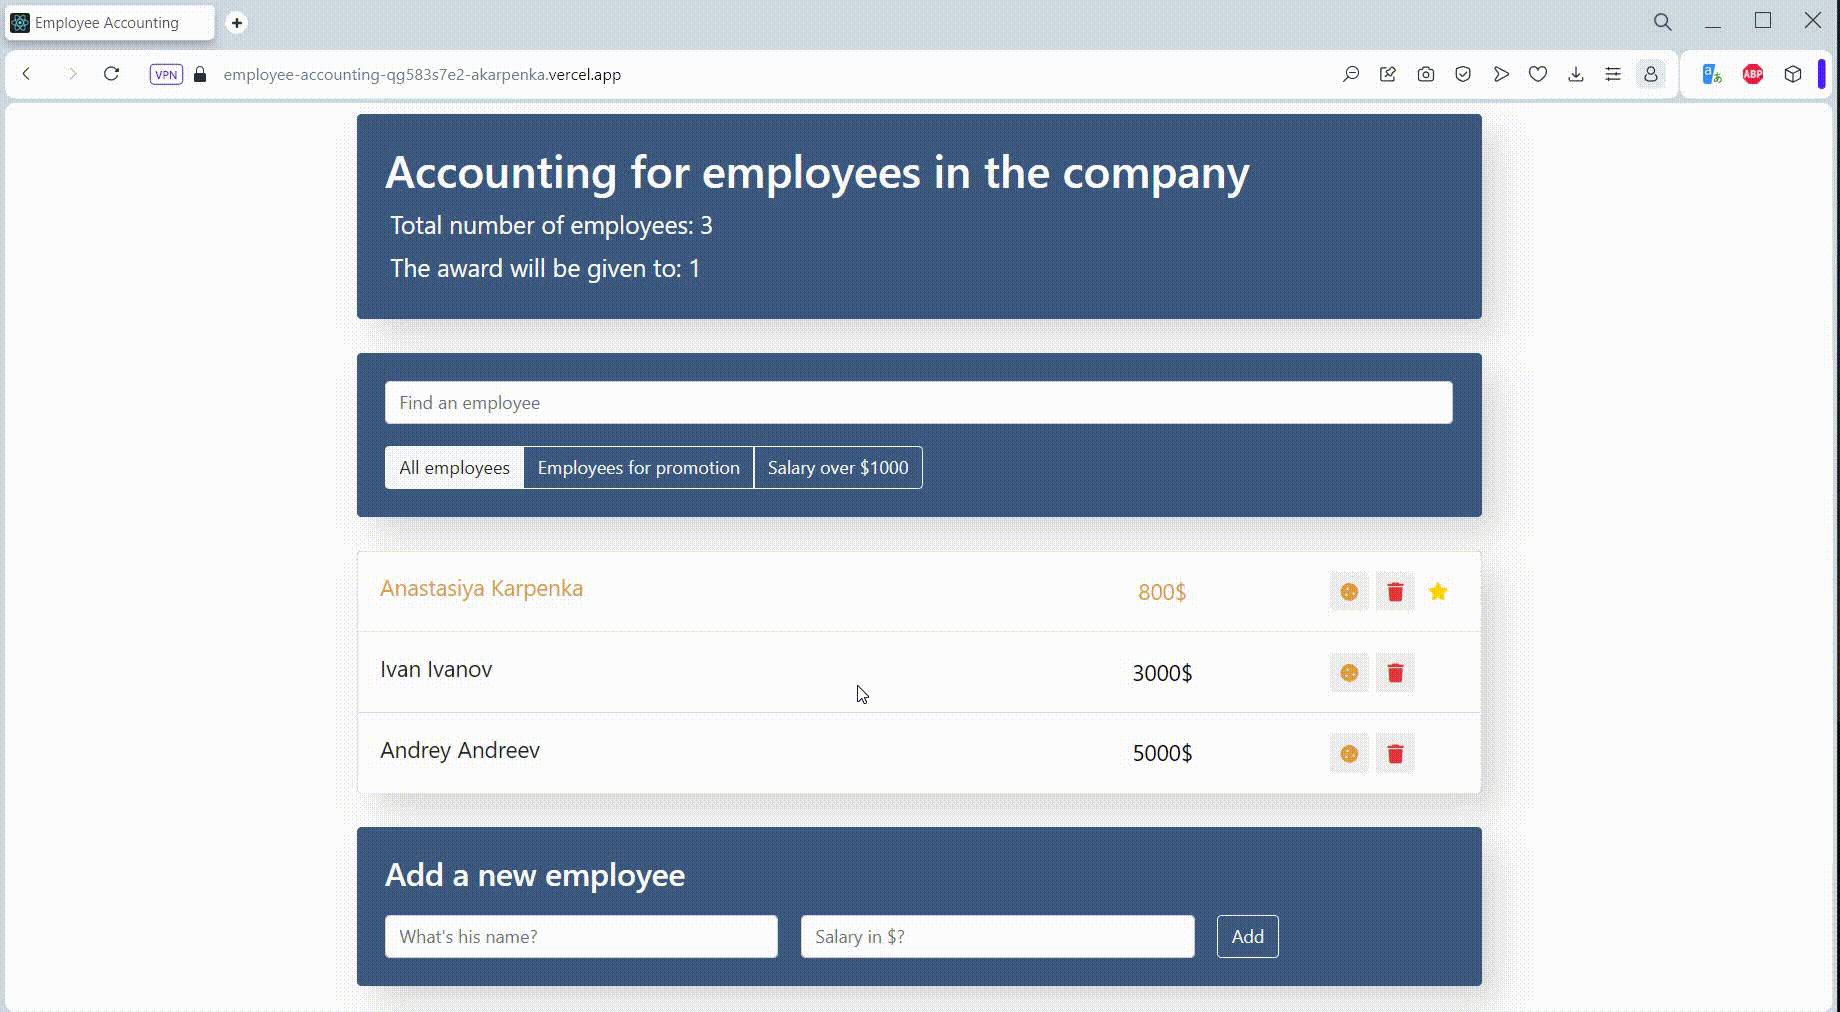 Employee Accounting
VPN
employee-accounting-qg583s7e2-akarpenka.vercel.app
ABP
Accounting for employees in the company
Total number of employees: 3
The award will be given to: 1
Find an employee
All employees
Employees for promotion
Salary over $1000
Anastasiya Karpenka
800$
Ivan Ivanov
3000$
Andrey Andreev
5000$
Add a new employee
What's his name?
Salary in $?
Add